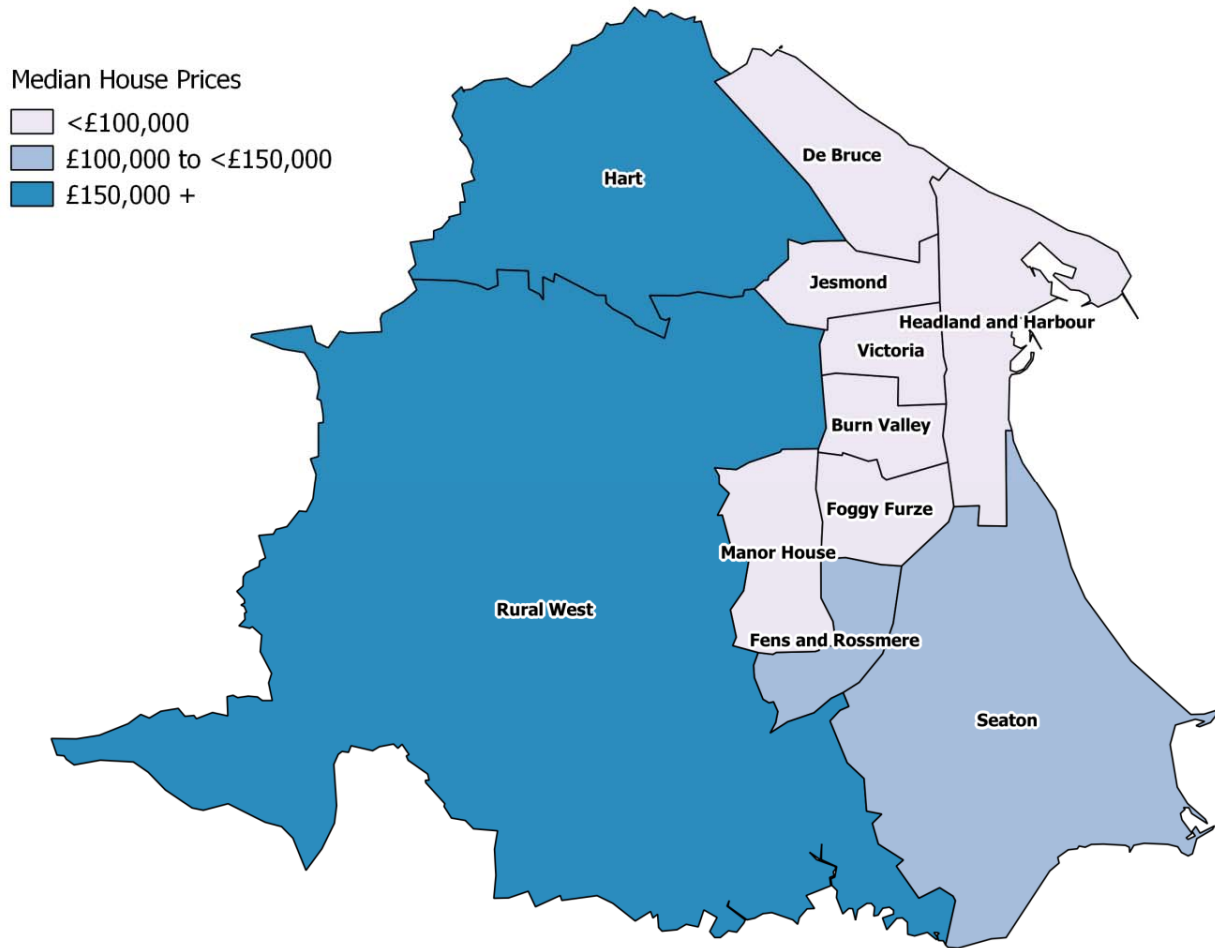 Median House Prices
<£100,000
£100,000 to <£150,000
£150,000 +
De Bruce
Hart
Jesmond
Headland and Harbour
Victoria
Burn Valley
Foggy Furze
Manor House
Rural West
Fens and Rossmere
Seaton